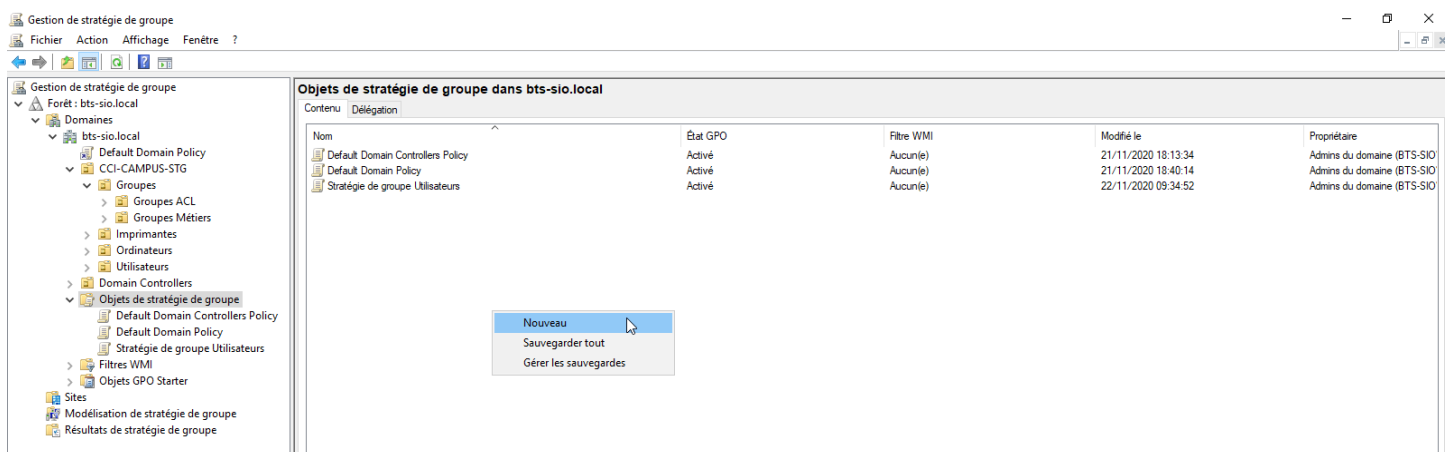 Gestion de stratégie de groupe
Fichier Action Affichage Fenêtre ?
Gestion de stratégie de groupe
Forêt : bts-sio.local
Domaines
bts-sio.local
Default Domain Policy
CCI-CAMPUS-STG
Groupes
Groupes ACL
Groupes Métiers
Imprimantes
Ordinateurs
Utilisateurs
Domain Controllers
Objets de stratégie de groupe
Default Domain Controllers Policy
Default Domain Policy
Stratégie de groupe Utilisateurs
Filtres WMI
Objets GPO Starter
Sites
Modélisation de stratégie de groupe
Résultats de stratégie de groupe
Objets de stratégie de groupe dans bts-sio.local
Contenu Délégation
Nom État GPO Filtre WMI Modifié le Propriétaire
Default Domain Controllers Policy Activé Aucun(e) 21/11/2020 18:13:34 Admins du domaine (BTS-SIO
Default Domain Policy Activé Aucun(e) 21/11/2020 18:40:14 Admins du domaine (BTS-SIO
Stratégie de groupe Utilisateurs Activé Aucun(e) 22/11/2020 09:34:52 Admins du domaine (BTS-SIO
Nouveau
Sauvegarder tout
Gérer les sauvegardes